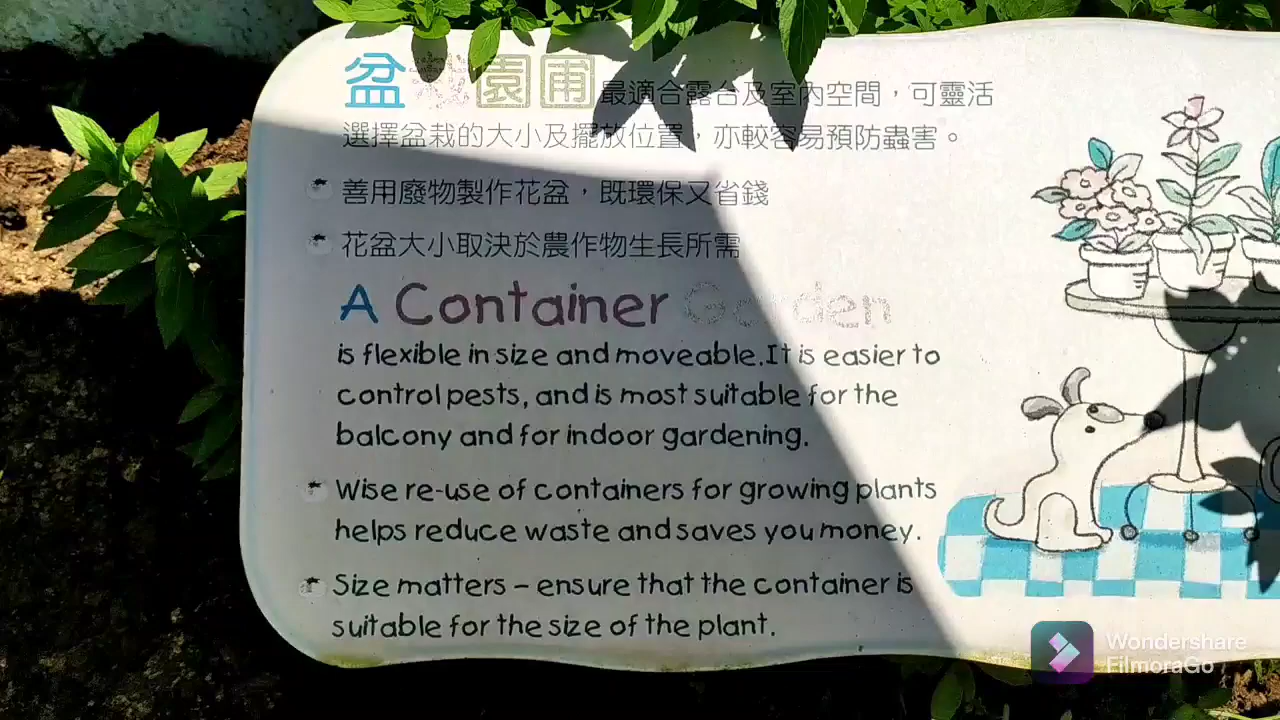 盆栽園圃最適合露台及室內空間，可靈活
選擇盆栽的大小及擺放位置，亦較容易預防蟲害。
善用廢物製作花盆，既環保又省錢
花盆大小取決於農作物生長所需
A Container Garden
is flexible in size and moveable.It is easier to
control pests, and is most suitable for the
balcony and for indoor gardening.
Wise re-use of containers for growing plants
helps reduce waste and saves you money.
Size matters – ensure that the container is
suitable for the size of the plant.
Wondershare
FilmoraGo